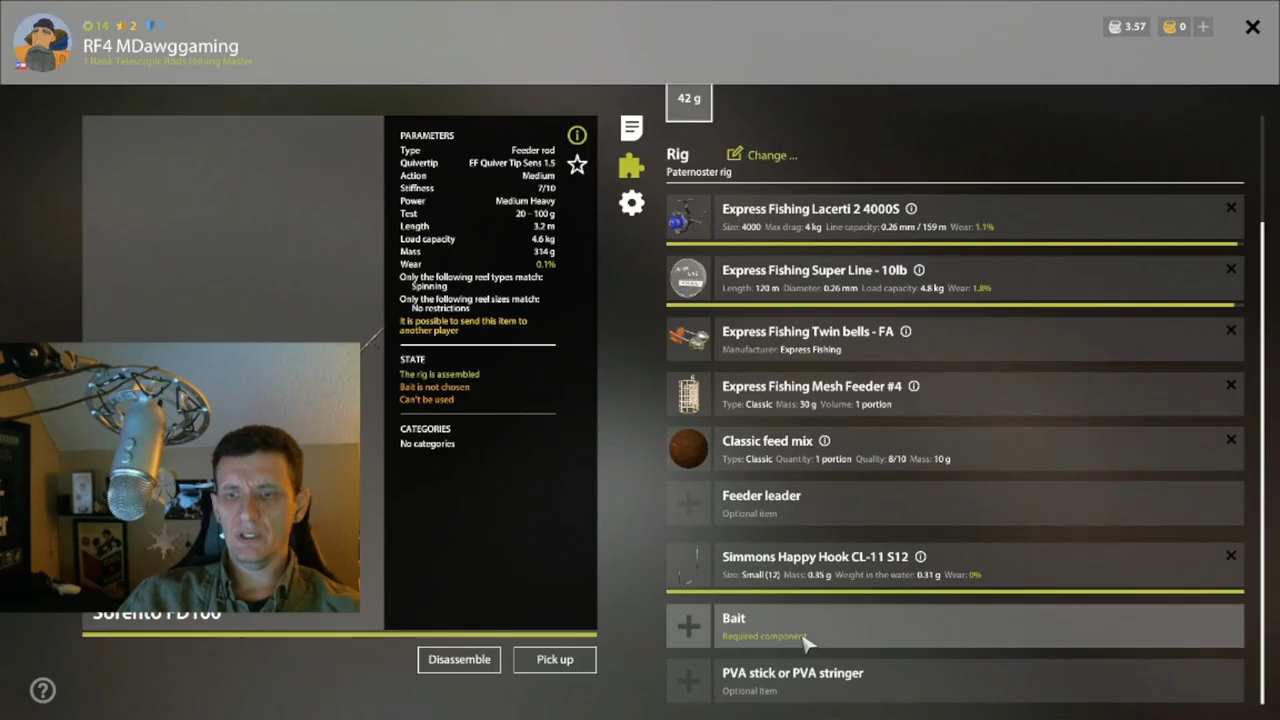 14 2
RF4 MDawggaming
1 Rank Telescopic Rods Fishing Master
3.57 0 +
PARAMETERS
Type Feeder rod
Quivertip EF Quiver Tip Sens 1.5
Action Medium
Stiffness 7/10
Power Medium Heavy
Test 20 - 100 g
Length 3.2 m
Load capacity 4.6 kg
Mass 314 g
Wear 0.1%
Only the following reel types match:
Spinning
Only the following reel sizes match:
No restrictions
It is possible to send this item to
another player
STATE
The rig is assembled
Bait is not chosen
Can't be used
CATEGORIES
No categories
Sorento FD100
Disassemble
Pick up
42 g
Rig
Change ...
Paternoster rig
Express Fishing Lacerti 2 4000S
Size: 4000 Max drag: 4 kg Line capacity: 0.26 mm / 159 m Wear: 1.1%
Express Fishing Super Line - 10lb
Length: 120 m Diameter: 0.26 mm Load capacity: 4.8 kg Wear: 1.8%
Express Fishing Twin bells - FA
Manufacturer: Express Fishing
Express Fishing Mesh Feeder #4
Type: Classic Mass: 30 g Volume: 1 portion
Classic feed mix
Type: Classic Quantity: 1 portion Quality: 8/10 Mass: 10 g
Feeder leader
Optional item
Simmons Happy Hook CL-11 S12
Size: Small (12) Mass: 0.35 g Weight in the water: 0.31 g Wear: 0%
Bait
Required component
PVA stick or PVA stringer
Optional item